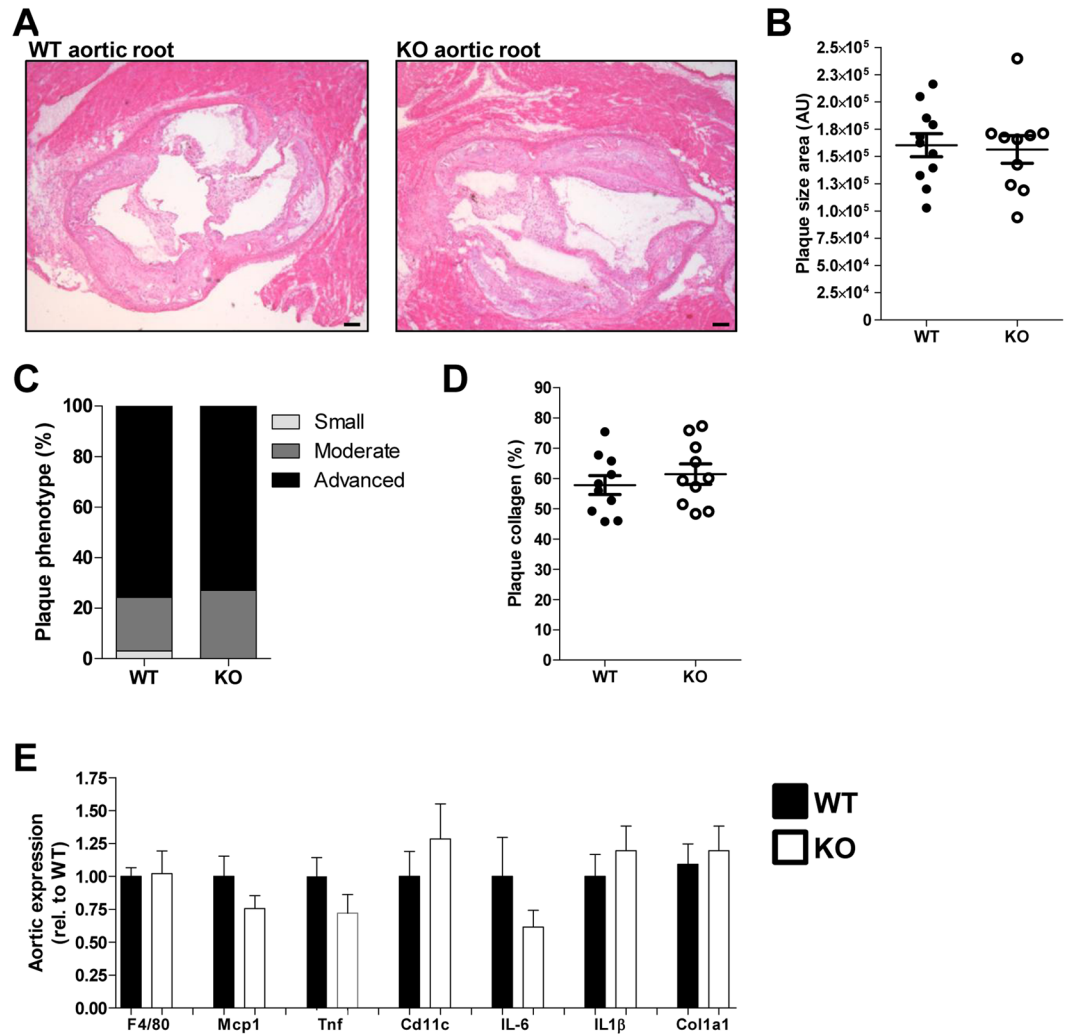 A
WT aortic root
KO aortic root
B
Plaque size area (AU)
2.5×10⁵
2.3×10⁵
2.0×10⁵
1.8×10⁵
1.5×10⁵
1.3×10⁵
1.0×10⁵
7.5×10⁴
5.0×10⁴
2.5×10⁴
0
WT KO
C
Plaque phenotype (%)
100
80
60
40
20
0
WT KO
Small
Moderate
Advanced
D
Plaque collagen (%)
90
80
70
60
50
40
30
20
10
0
WT KO
E
Aortic expression
(rel. to WT)
1.75
1.50
1.25
1.00
0.75
0.50
0.25
0.00
F4/80 Mcp1 Tnf Cd11c IL-6 IL1β Col1a1
WT
KO